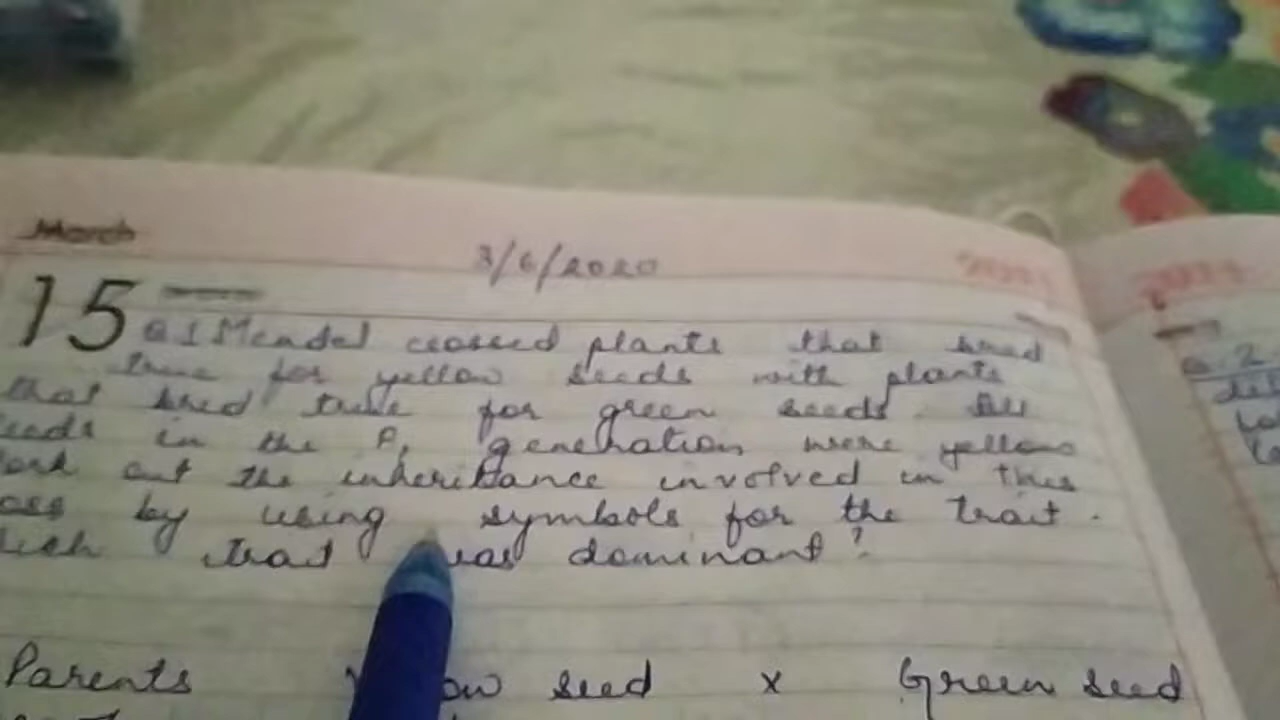 March
3/6/2020
15
Q.1 Mendel crossed plants that bred
true for yellow seeds with plants
that bred true for green seeds. All
seeds in the F1 generation were yellow
out the inheritance involved in this
by using symbols for the trait.
trait was dominant?
Parents seed x Green seed
Q.2